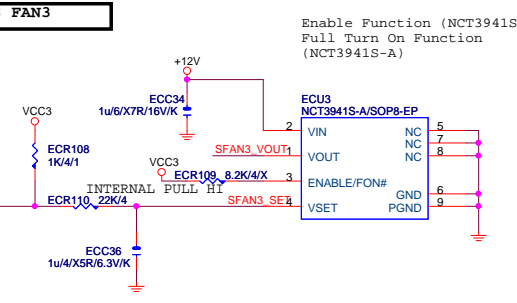 FAN3
Enable Function (NCT3941S
Full Turn On Function
(NCT3941S-A)
+12V
ECC34
1u/6/X7R/16V/K
ECU3
NCT3941S-A/SOP8-EP
VCC3
2 VIN NC 5
NC 7
SFAN3_VOUT 1 VOUT NC 8
ECR108
1K/4/1
VCC3
ECR109 8.2K/4/X 3 ENABLE/FON#
INTERNAL PULL HI
GND 6
ECR110 22K/4 SFAN3_SET 4 VSET PGND 9
ECC36
1u/4/X5R/6.3V/K